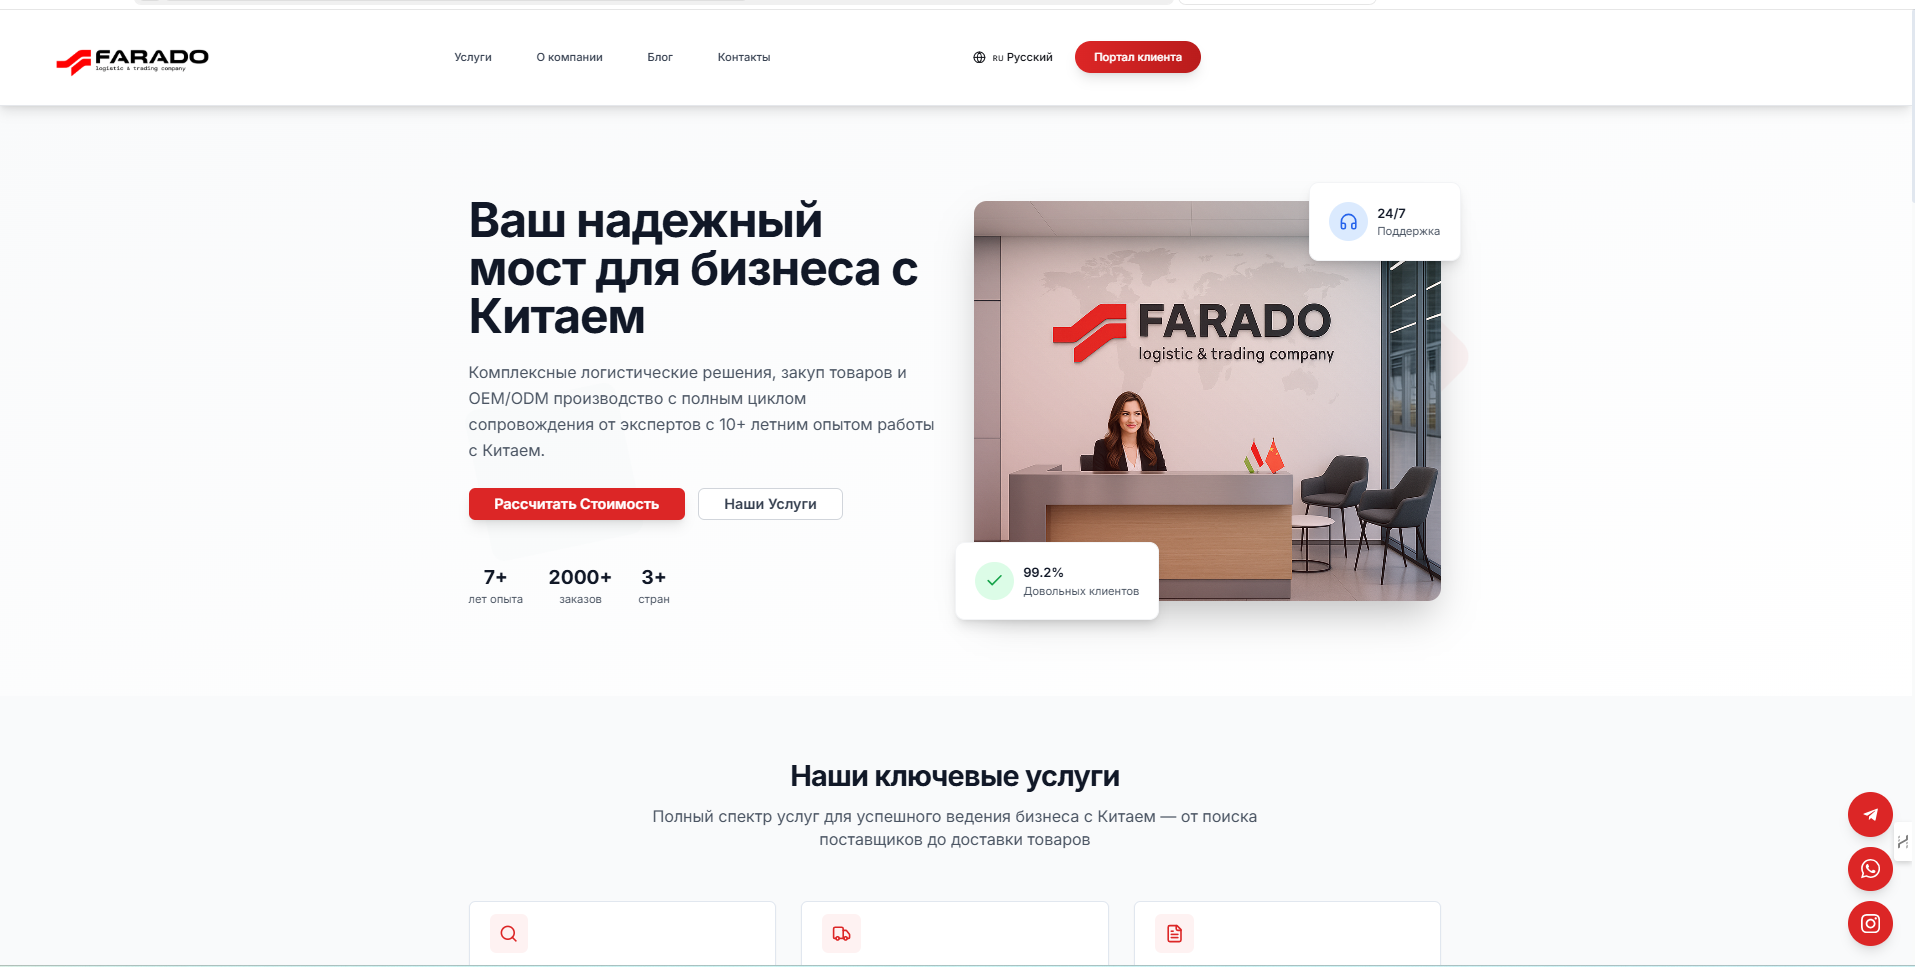 FARADO
logistic & trading company
Услуги
О компании
Блог
Контакты
RU Русский
Портал клиента
Ваш надежный
мост для бизнеса с
Китаем
Комплексные логистические решения, закуп товаров и
OEM/ODM производство с полным циклом
сопровождения от экспертов с 10+ летним опытом работы
с Китаем.
Рассчитать Стоимость
Наши Услуги
7+
лет опыта
2000+
заказов
3+
стран
24/7
Поддержка
FARADO
logistic & trading company
99.2%
Довольных клиентов
Наши ключевые услуги
Полный спектр услуг для успешного ведения бизнеса с Китаем — от поиска
поставщиков до доставки товаров